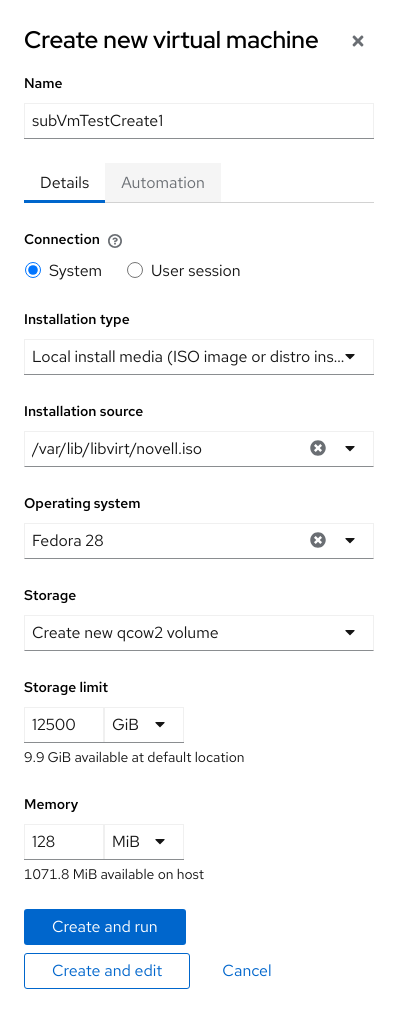 Create new virtual machine
Name
subVmTestCreate1
Details Automation
Connection
System User session
Installation type
Local install media (ISO image or distro ins...
Installation source
/var/lib/libvirt/novell.iso
Operating system
Fedora 28
Storage
Create new qcow2 volume
Storage limit
12500 GiB
9.9 GiB available at default location
Memory
128 MiB
1071.8 MiB available on host
Create and run
Create and edit Cancel